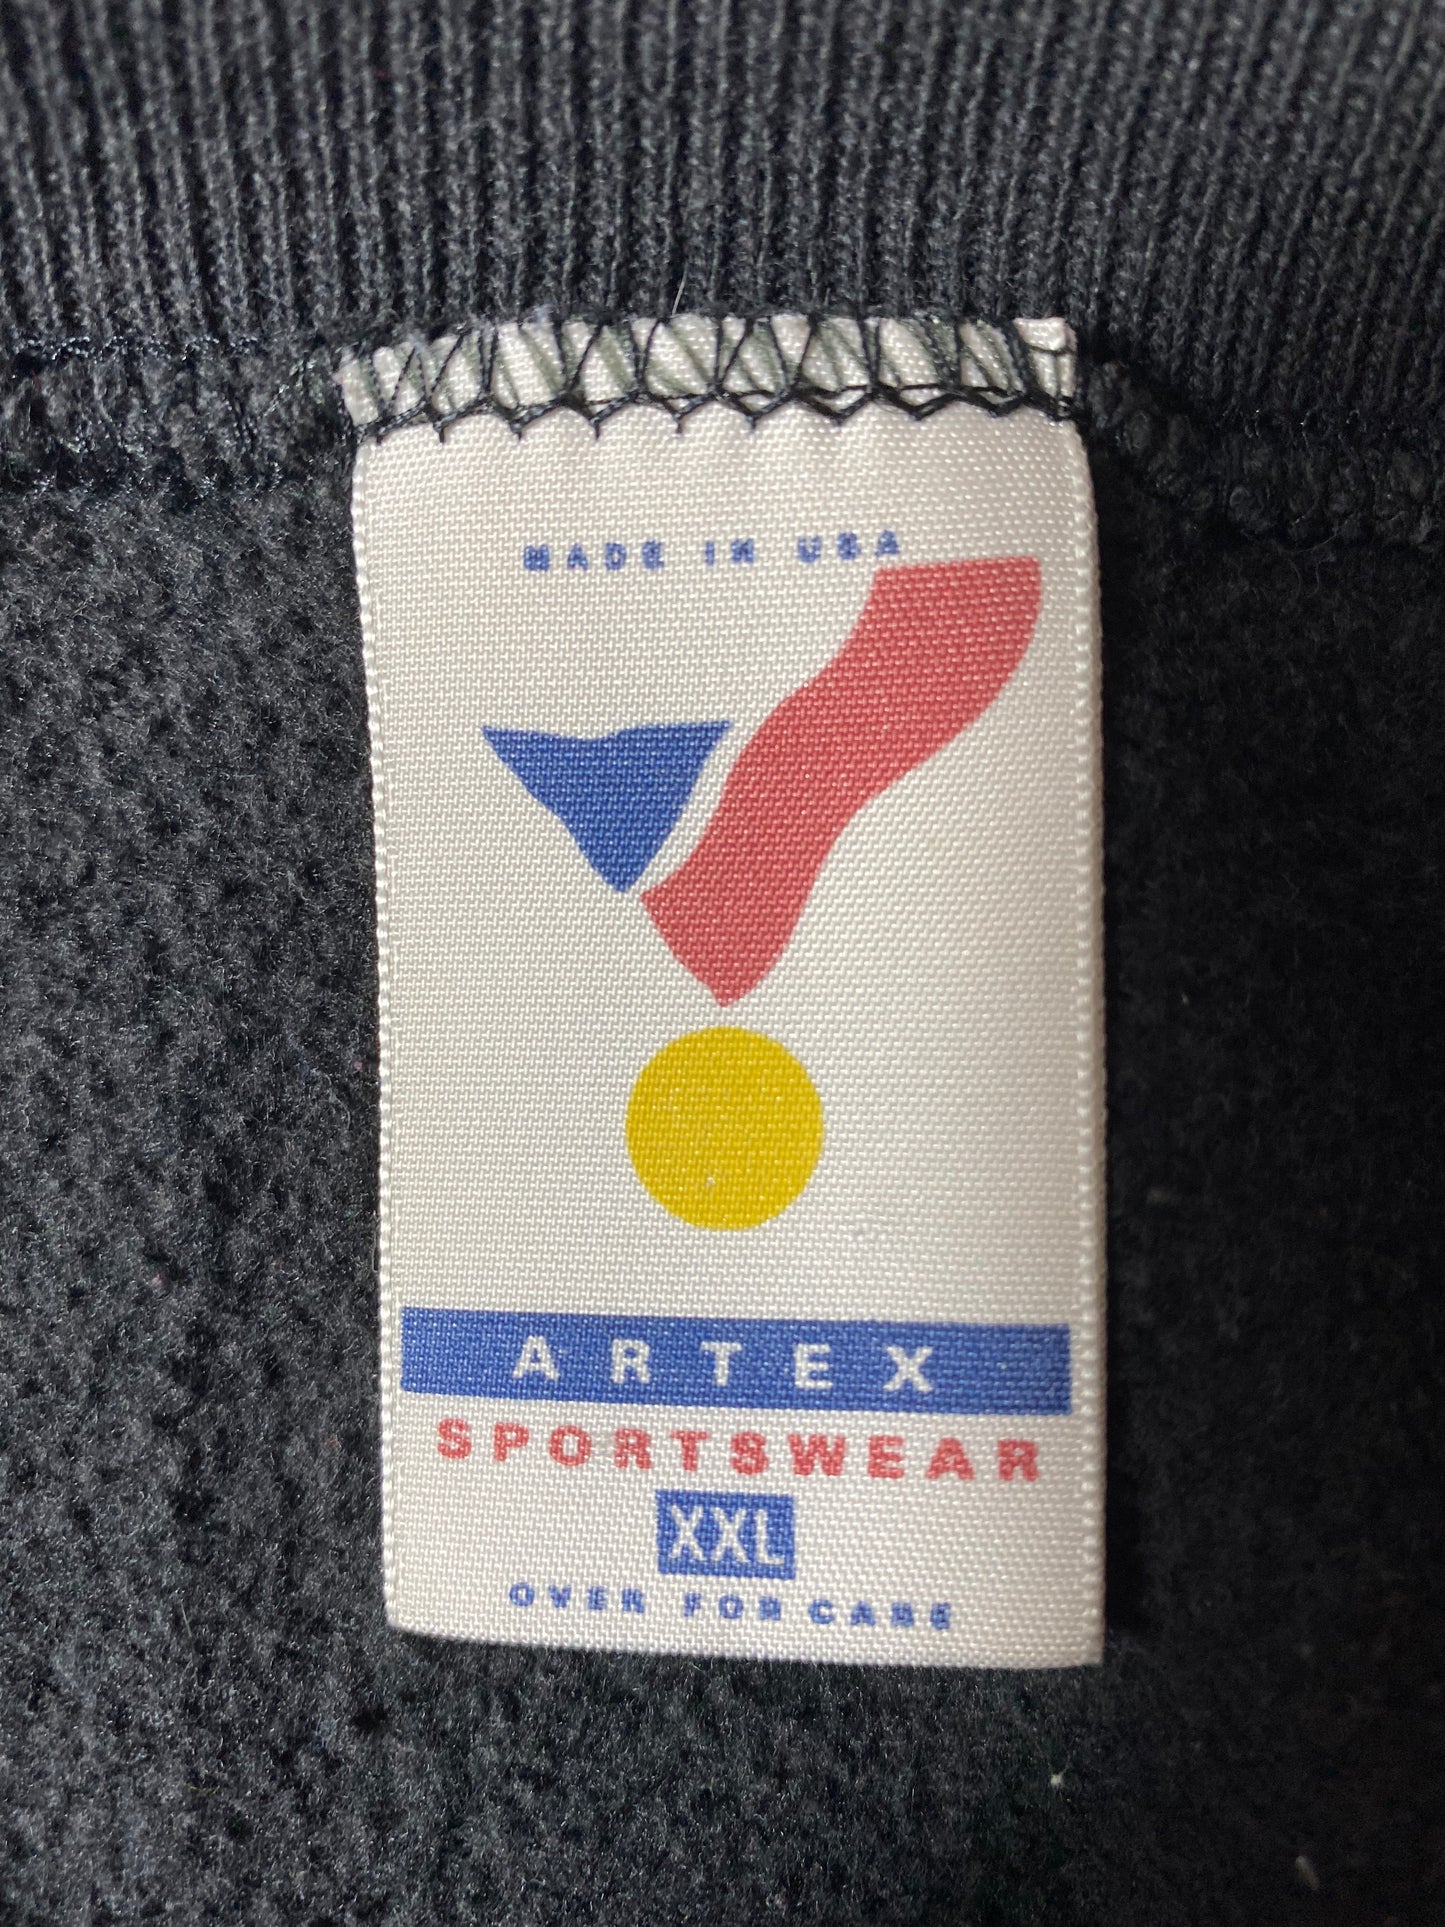 MADE IN USA
ARTEX
SPORTSWEAR
XXL
OVER FOR CARE